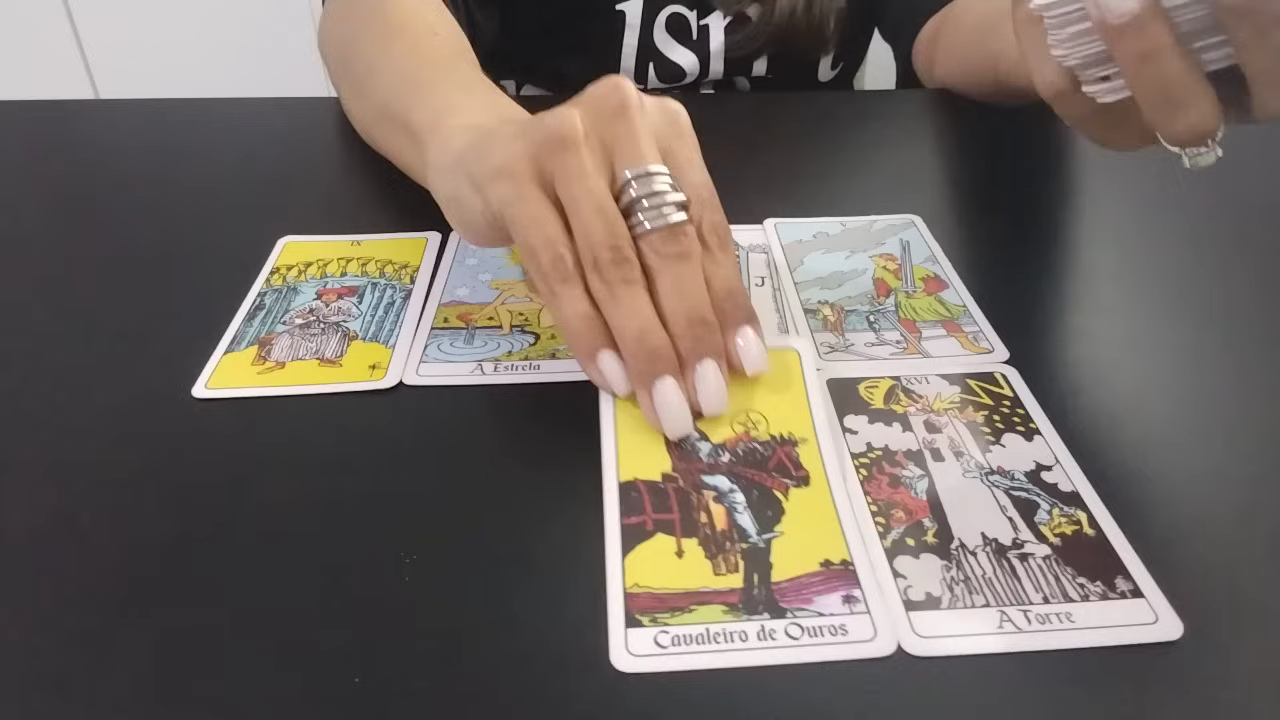 IX
A Estrela
J
V
Cavaleiro de Ouros
XVI
A Torre